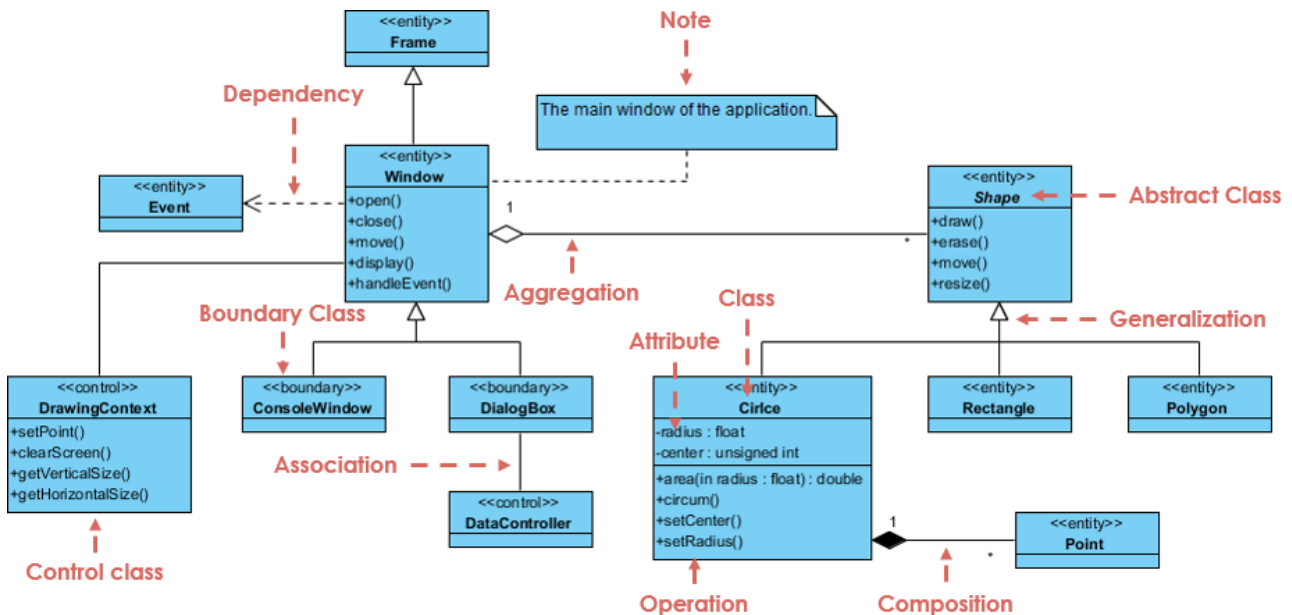 <<entity>>
Frame
Note
Dependency
The main window of the application.
<<entity>>
Window
+open()
+close()
+move()
+display()
+handleEvent()
<<entity>>
Event
1
*
Aggregation
<<entity>>
Shape
+draw()
+erase()
+move()
+resize()
Abstract Class
Boundary Class
Class
Attribute
Generalization
<<control>>
DrawingContext
+setPoint()
+clearScreen()
+getVerticalSize()
+getHorizontalSize()
<<boundary>>
ConsoleWindow
<<boundary>>
DialogBox
<<entity>>
Cirlce
-radius : float
-center : unsigned int
+area(in radius : float) : double
+circum()
+setCenter()
+setRadius()
<<entity>>
Rectangle
<<entity>>
Polygon
Association
<<control>>
DataController
1
*
<<entity>>
Point
Control class
Operation
Composition